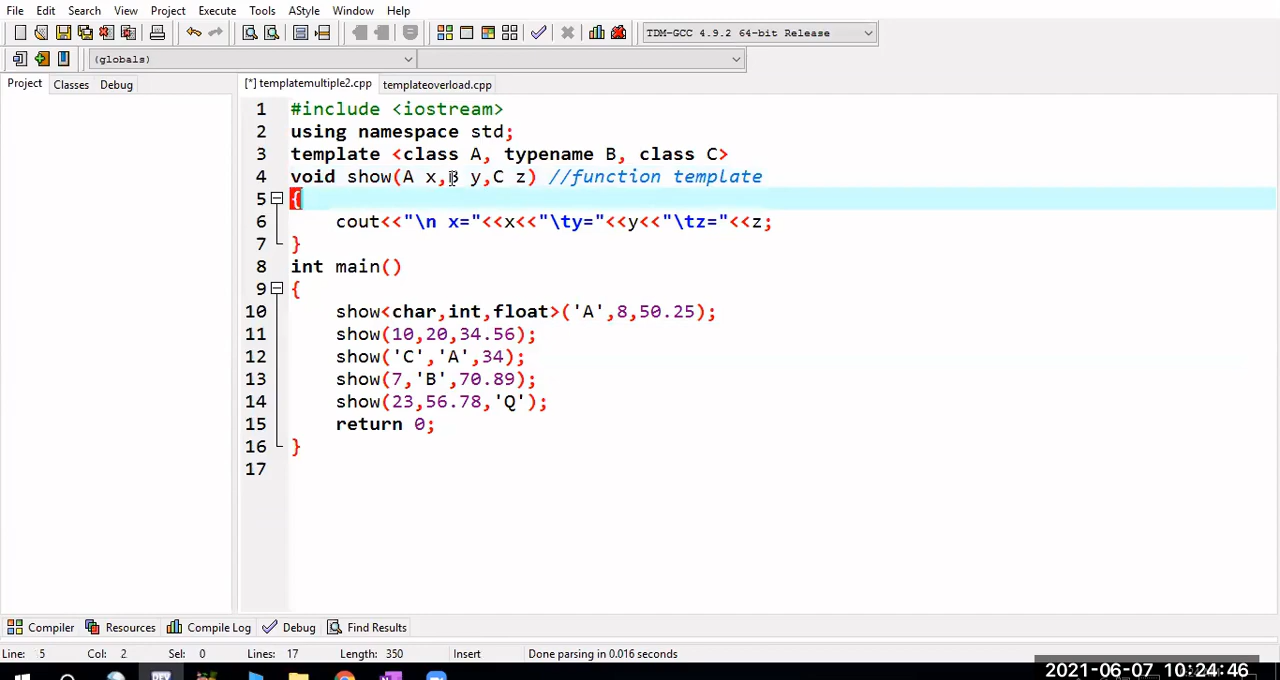 File Edit Search View Project Execute Tools AStyle Window Help
TDM-GCC 4.9.2 64-bit Release
(globals)
Project Classes Debug [*] templatemultiple2.cpp templateoverload.cpp
1 #include <iostream>
2 using namespace std;
3 template <class A, typename B, class C>
4 void show(A x,B y,C z) //function template
5 {
6 cout<<"\n x="<<x<<"\ty="<<y<<"\tz="<<z;
7 }
8 int main()
9 {
10 show<char,int,float>('A',8,50.25);
11 show(10,20,34.56);
12 show('C','A',34);
13 show(7,'B',70.89);
14 show(23,56.78,'Q');
15 return 0;
16 }
17
Compiler Resources Compile Log Debug Find Results
Line: 5 Col: 2 Sel: 0 Lines: 17 Length: 350 Insert Done parsing in 0.016 seconds
DEV
2021-06-07 10:24:46